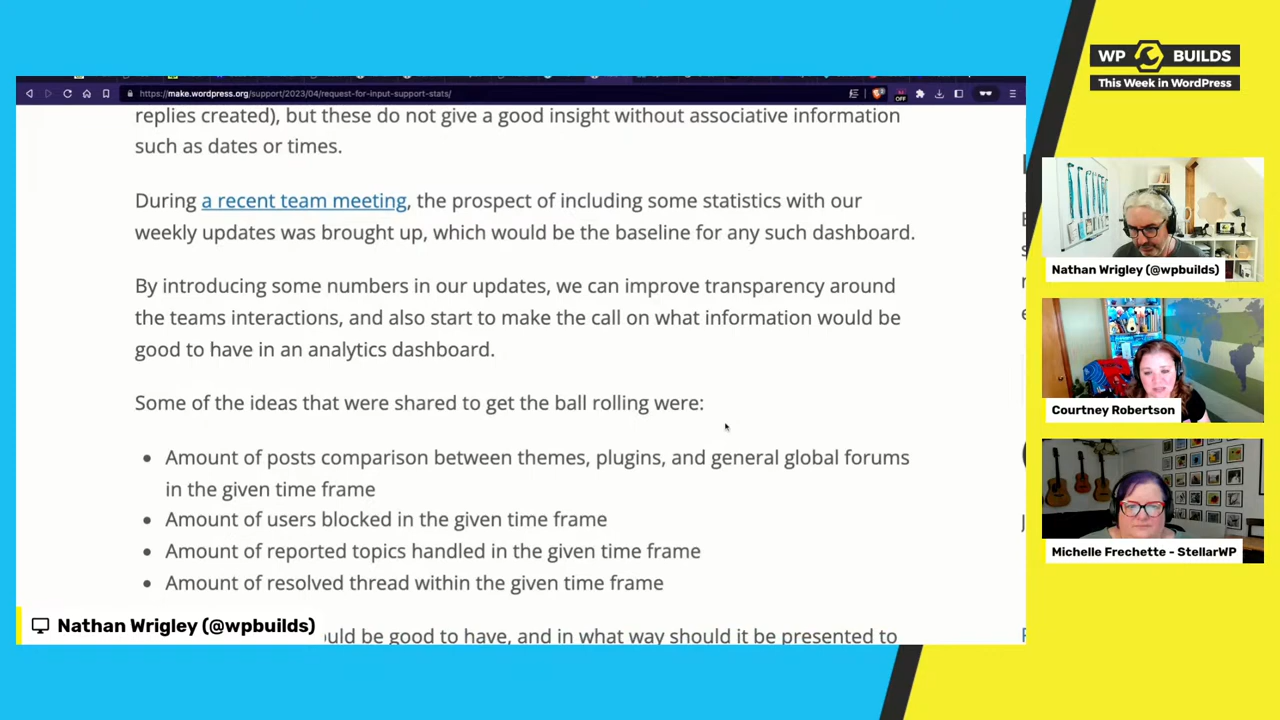 WP BUILDS
This Week in WordPress
https://make.wordpress.org/support/2023/04/request-for-input-support-stats/
OFF
replies created), but these do not give a good insight without associative information
such as dates or times.
During a recent team meeting, the prospect of including some statistics with our
weekly updates was brought up, which would be the baseline for any such dashboard.
By introducing some numbers in our updates, we can improve transparency around
the teams interactions, and also start to make the call on what information would be
good to have in an analytics dashboard.
Some of the ideas that were shared to get the ball rolling were:
Amount of posts comparison between themes, plugins, and general global forums
in the given time frame
Amount of users blocked in the given time frame
Amount of reported topics handled in the given time frame
Amount of resolved thread within the given time frame
be good to have, and in what way should it be presented to
Nathan Wrigley (@wpbuilds)
Nathan Wrigley (@wpbuilds)
Courtney Robertson
Michelle Frechette - StellarWP